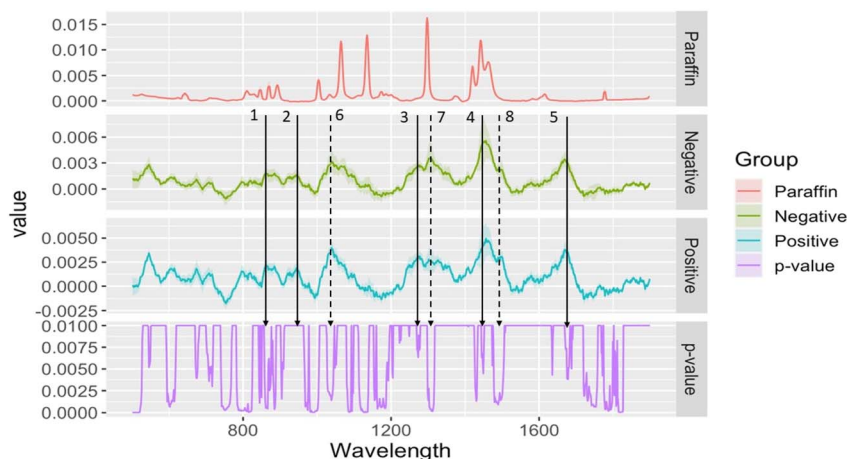 0.015
0.010
0.005
0.000
Paraffin
1
2
6
3
7
4
8
5
0.006
0.003
0.000
Negative
value
0.0050
0.0025
0.0000
-0.0025
Positive
0.0100
0.0075
0.0050
0.0025
0.0000
p-value
800
1200
1600
Wavelength
Group
Paraffin
Negative
Positive
p-value